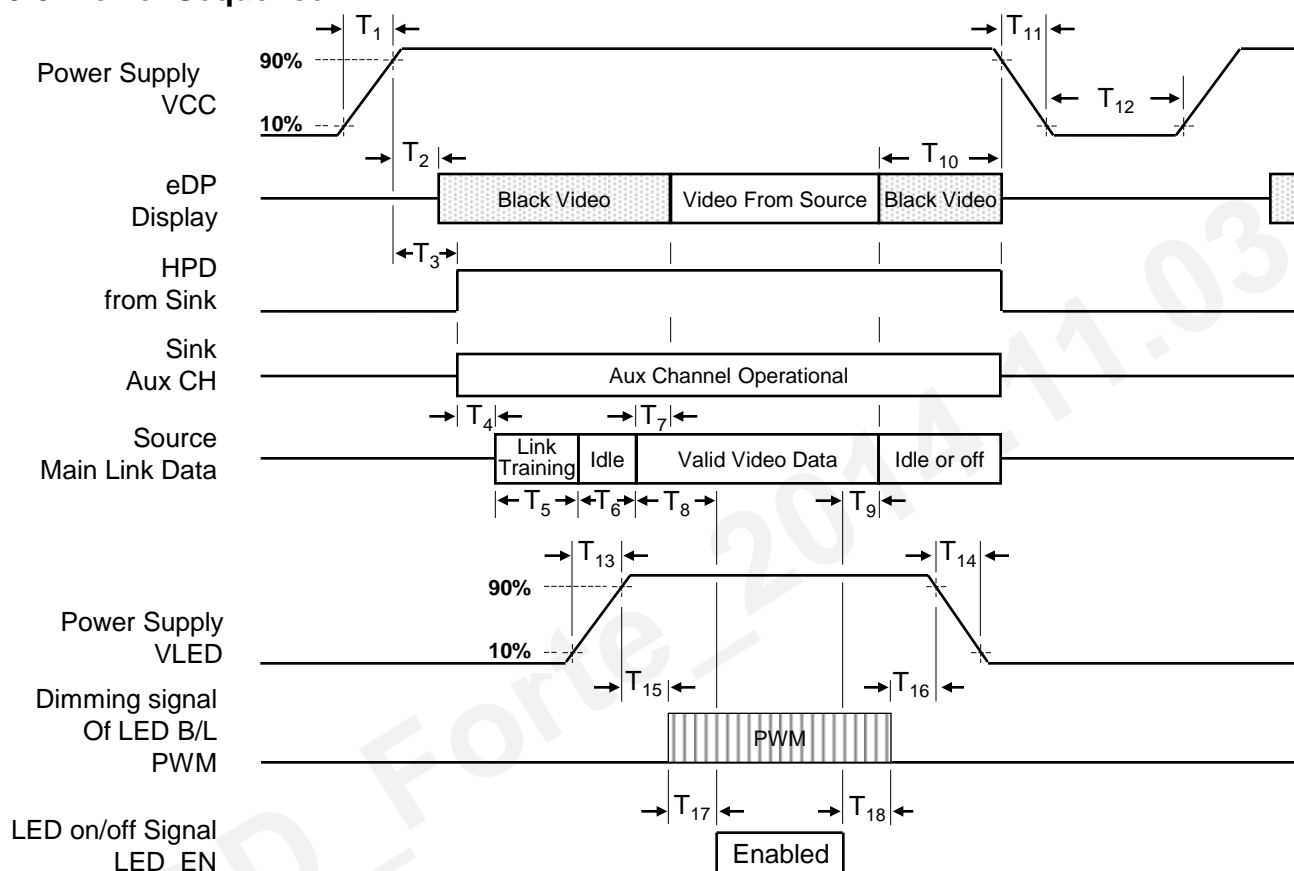 T1
T11
90%
Power Supply
VCC
T12
10%
T2
T10
eDP
Display
Black Video
Video From Source
Black Video
T3
HPD
from Sink
Sink
Aux CH
Aux Channel Operational
T4
T7
Source
Main Link Data
Link
Training
Idle
Valid Video Data
Idle or off
T5
T6
T8
T9
T13
T14
90%
Power Supply
VLED
10%
T15
T16
Dimming signal
Of LED B/L
PWM
PWM
T17
T18
LED on/off Signal
LED_EN
Enabled
D_Forte_2014.11.03